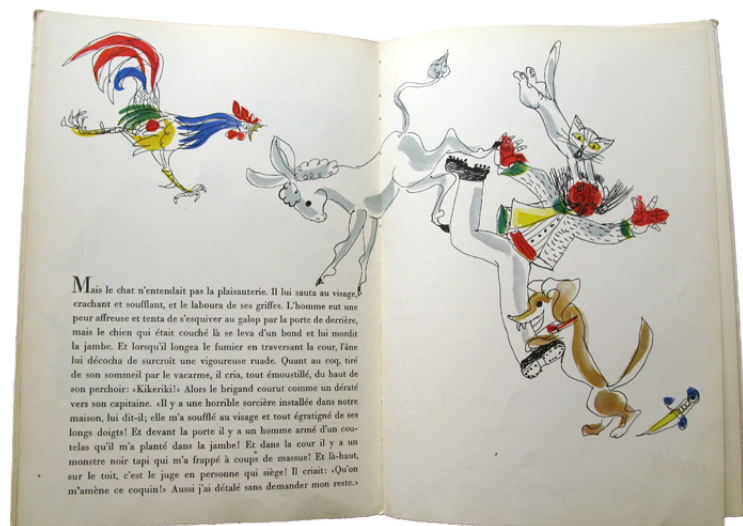 Mais le chat n'entendait pas la plaisanterie. Il lui sauta au visage,
crachant et soufflant, et le laboura de ses griffes. L'homme eut une
peur affreuse et tenta de s'esquiver au galop par la porte de derrière,
mais le chien qui était couché là se leva d'un bond et lui mordit
la jambe. Et lorsqu'il longea le fumier en traversant la cour, l'âne
lui décocha de surcroît une vigoureuse ruade. Quant au coq, tiré
de son sommeil par le vacarme, il cria, tout émoustillé, du haut de
son perchoir: «Kikeriki!» Alors le brigand courut comme un dératé
vers son capitaine. «Il y a une horrible sorcière installée dans notre
maison, lui dit-il; elle m'a soufflé au visage et tout égratigné de ses
longs doigts! Et devant la porte il y a un homme armé d'un cou-
telas qu'il m'a planté dans la jambe! Et dans la cour il y a un
monstre noir tapi qui m'a frappé à coups de massue! Et là-haut,
sur le toit, c'est le juge en personne qui siège! Il criait: «Qu'on
m'amène ce coquin!» Aussi j'ai détalé sans demander mon reste.»